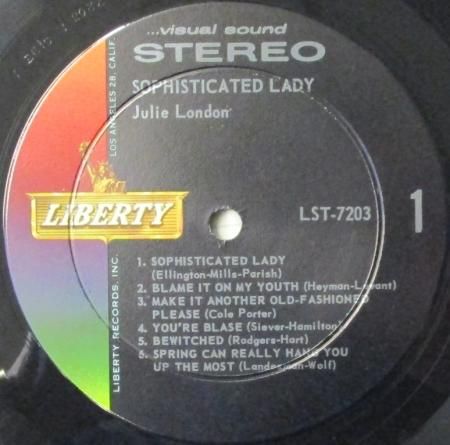 ...visual sound
STEREO
SOPHISTICATED LADY
Julie London
LIBERTY
LST-7203
1
1. SOPHISTICATED LADY
(Ellington-Mills-Parish)
2. BLAME IT ON MY YOUTH (Heyman-Levant)
3. MAKE IT ANOTHER OLD-FASHIONED
PLEASE (Cole Porter)
4. YOU'RE BLASE (Siever-Hamilton)
5. BEWITCHED (Rodgers-Hart)
6. SPRING CAN REALLY HANG YOU
UP THE MOST (Landesman-Wolf)
LIBERTY RECORDS, INC.
LOS ANGELES 28, CALIF.